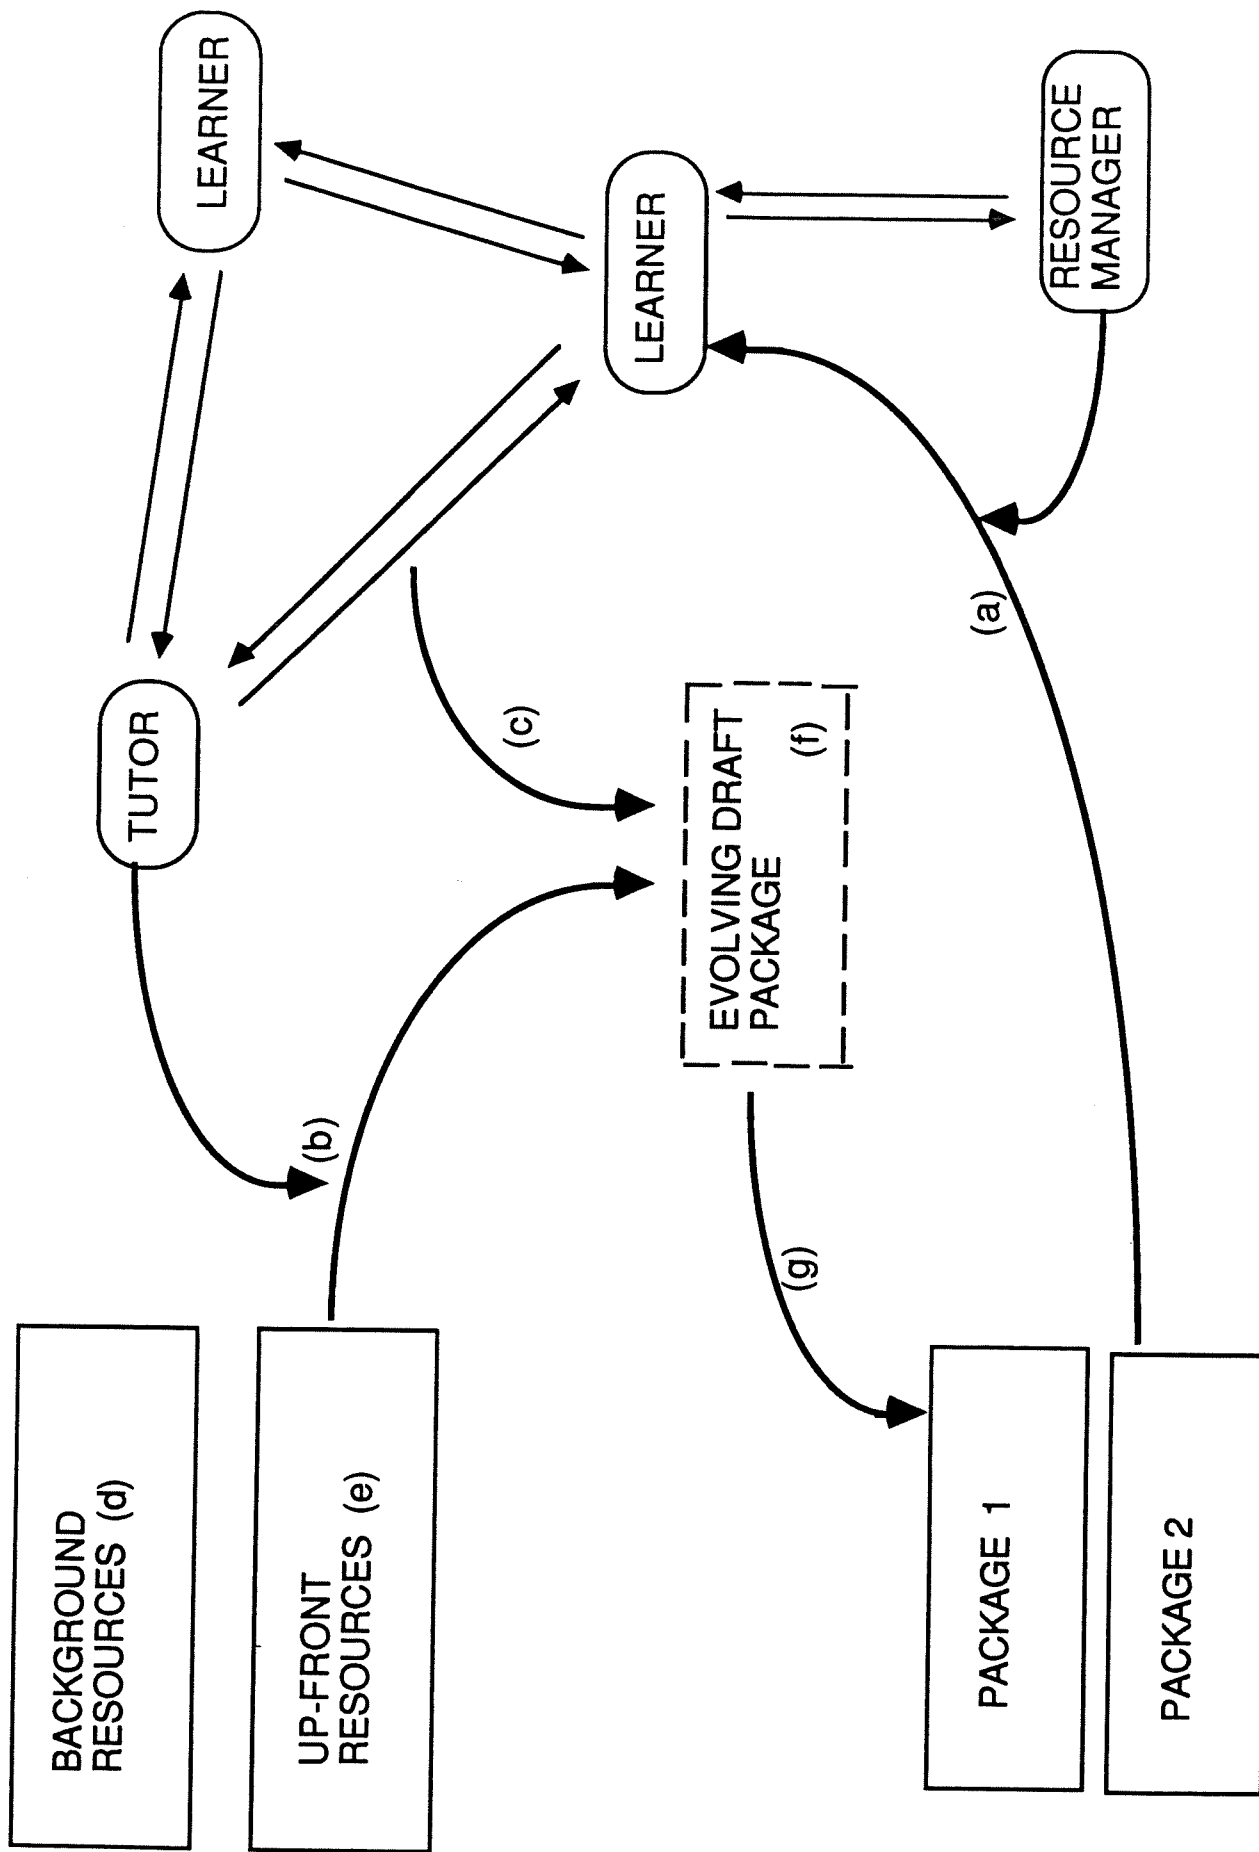 BACKGROUND
RESOURCES (d)
TUTOR
LEARNER
UP-FRONT
RESOURCES (e)
(b)
(c)
LEARNER
EVOLVING DRAFT
PACKAGE
(f)
(g)
(a)
RESOURCE
MANAGER
PACKAGE 1
PACKAGE 2